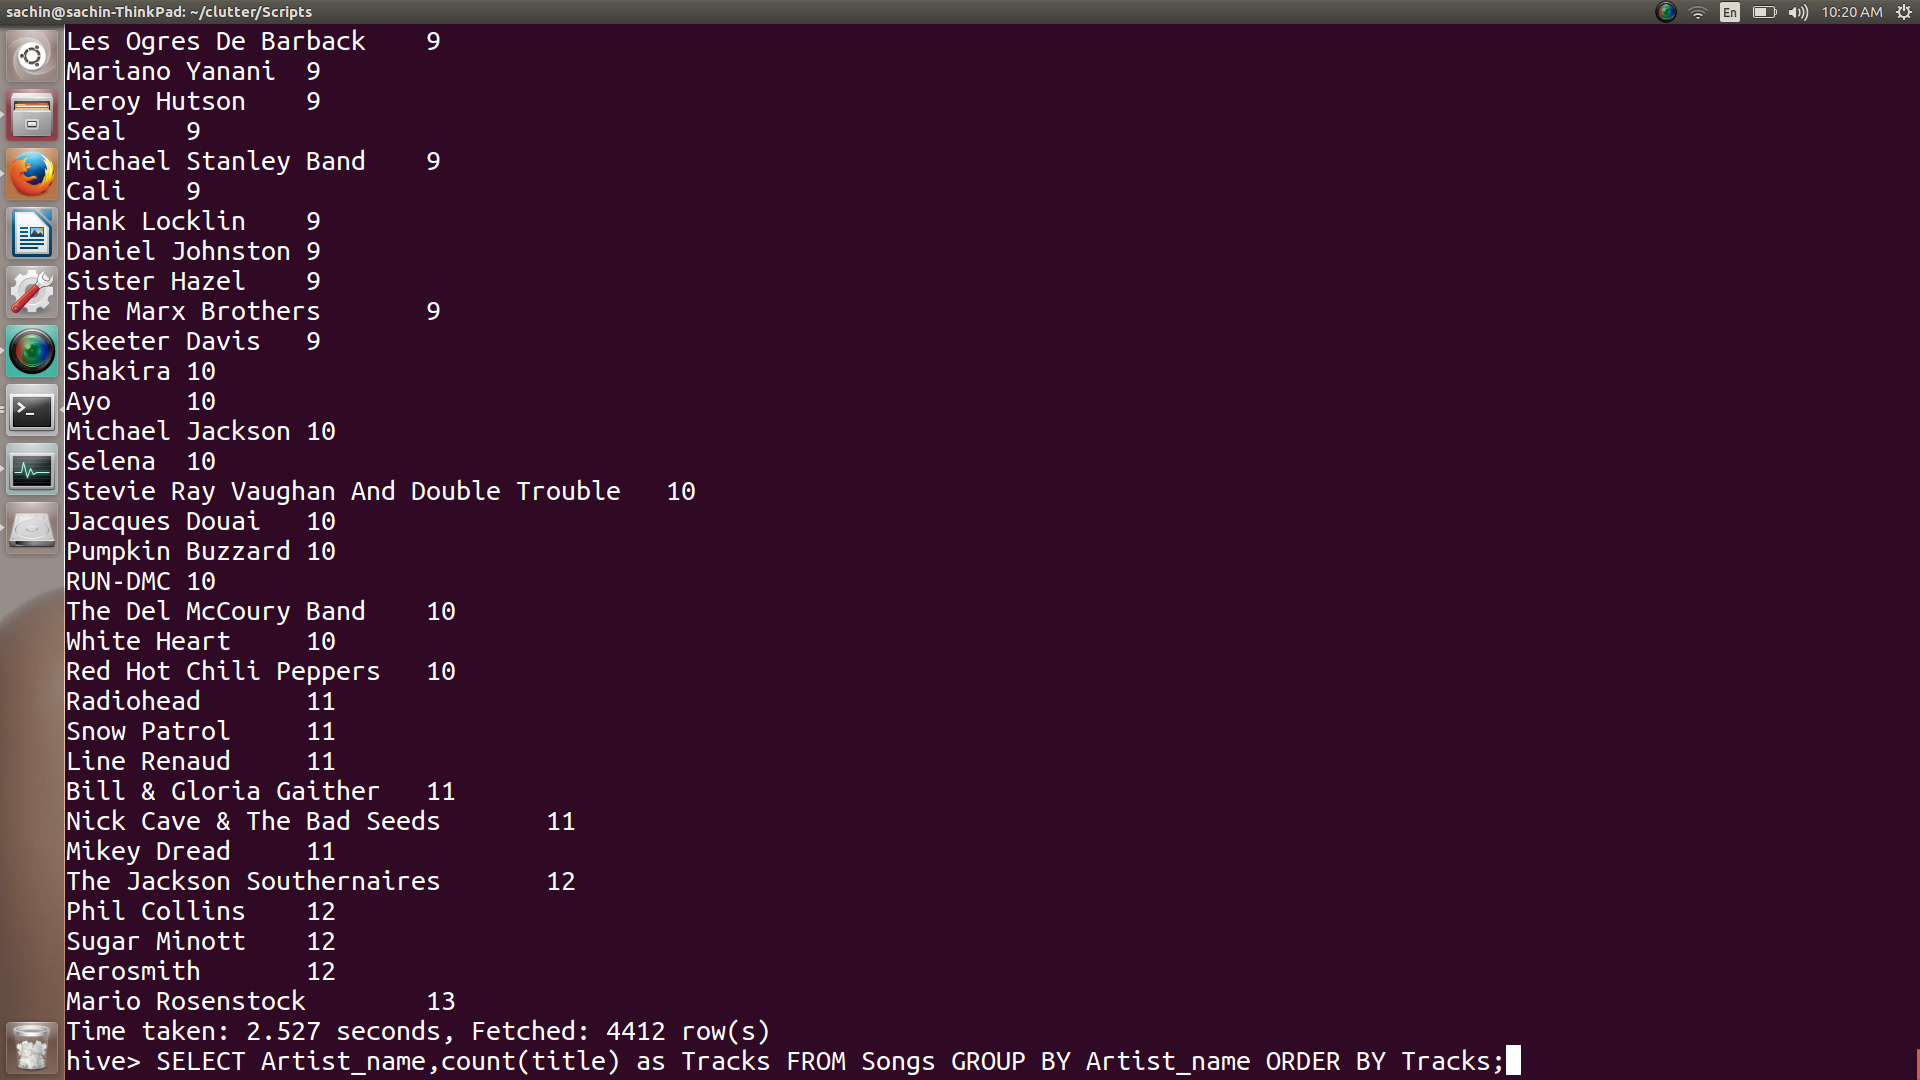 sachin@sachin-ThinkPad: ~/clutter/Scripts En 10:20 AM
Les Ogres De Barback 9
Mariano Yanani 9
Leroy Hutson 9
Seal 9
Michael Stanley Band 9
Cali 9
Hank Locklin 9
Daniel Johnston 9
Sister Hazel 9
The Marx Brothers 9
Skeeter Davis 9
Shakira 10
Ayo 10
Michael Jackson 10
Selena 10
Stevie Ray Vaughan And Double Trouble 10
Jacques Douai 10
Pumpkin Buzzard 10
RUN-DMC 10
The Del McCoury Band 10
White Heart 10
Red Hot Chili Peppers 10
Radiohead 11
Snow Patrol 11
Line Renaud 11
Bill & Gloria Gaither 11
Nick Cave & The Bad Seeds 11
Mikey Dread 11
The Jackson Southernaires 12
Phil Collins 12
Sugar Minott 12
Aerosmith 12
Mario Rosenstock 13
Time taken: 2.527 seconds, Fetched: 4412 row(s)
hive> SELECT Artist_name,count(title) as Tracks FROM Songs GROUP BY Artist_name ORDER BY Tracks;